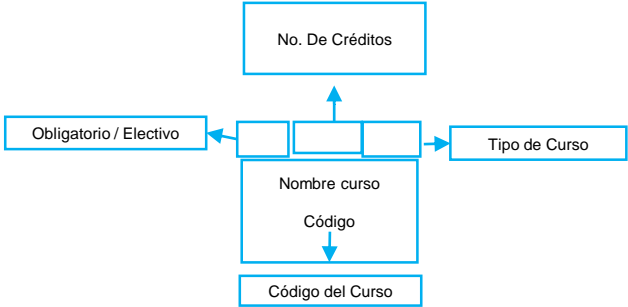 No. De Créditos
Obligatorio / Electivo
Tipo de Curso
Nombre curso
Código
Código del Curso